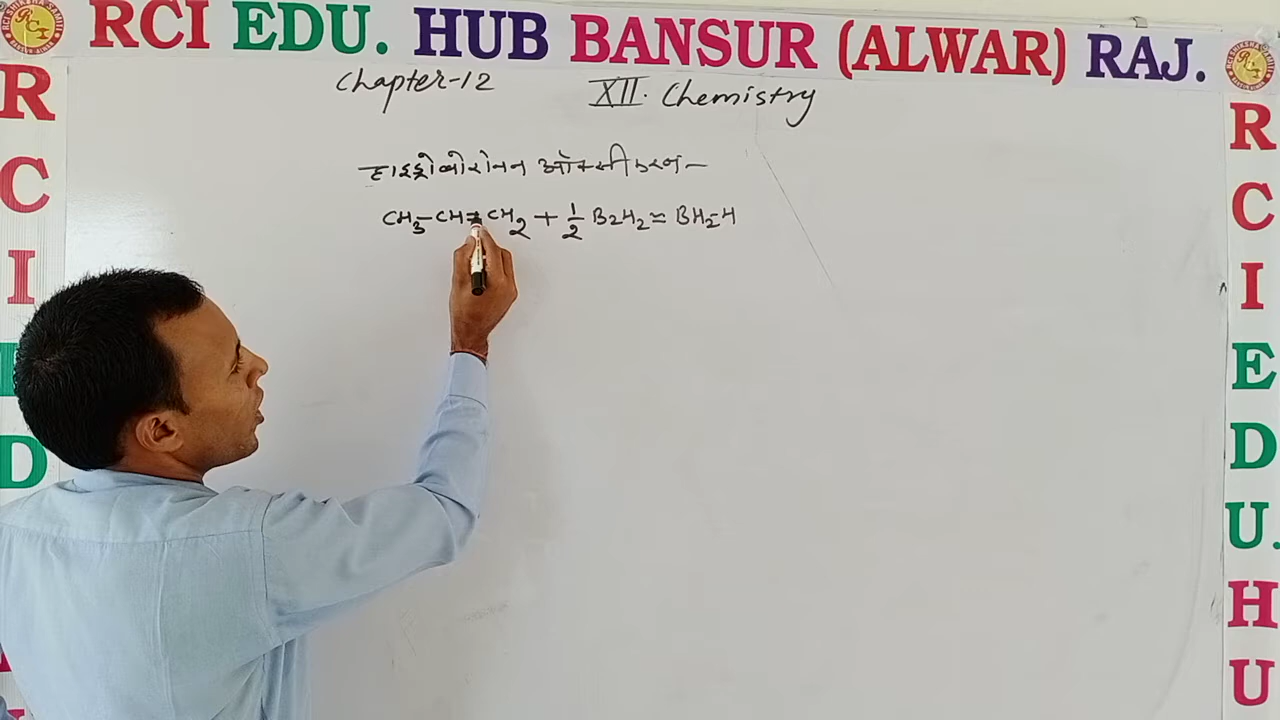 RCI EDU. HUB BANSUR (ALWAR) RAJ.
Chapter-12 XII. Chemistry
हाइड्रोबोरोनन ऑक्सीकरण-
CH3-CH=CH2 + 1/2 B2H2 = BH2-H
R
C
I
D
R
C
I
E
D
U.
H
U